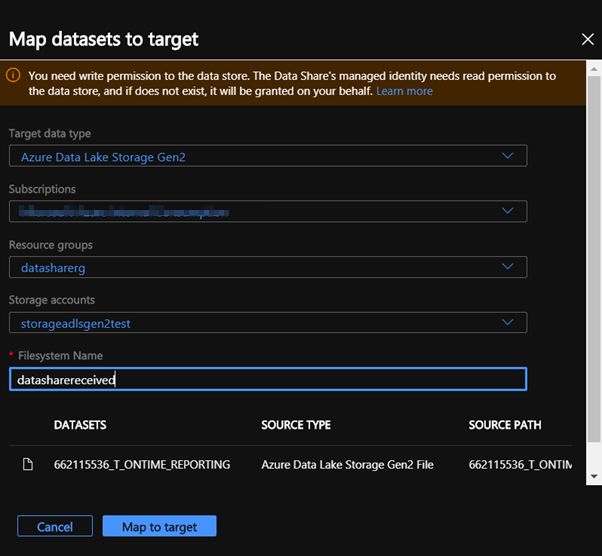 Map datasets to target
You need write permission to the data store. The Data Share's managed identity needs read permission to
the data store, and if does not exist, it will be granted on your behalf. Learn more
Target data type
Azure Data Lake Storage Gen2
Subscriptions
Resource groups
datasharerg
Storage accounts
storageadlsgen2test
* Filesystem Name
datasharereceived
DATASETS SOURCE TYPE SOURCE PATH
662115536_T_ONTIME_REPORTING Azure Data Lake Storage Gen2 File 662115536_T_ONTIM
Cancel Map to target